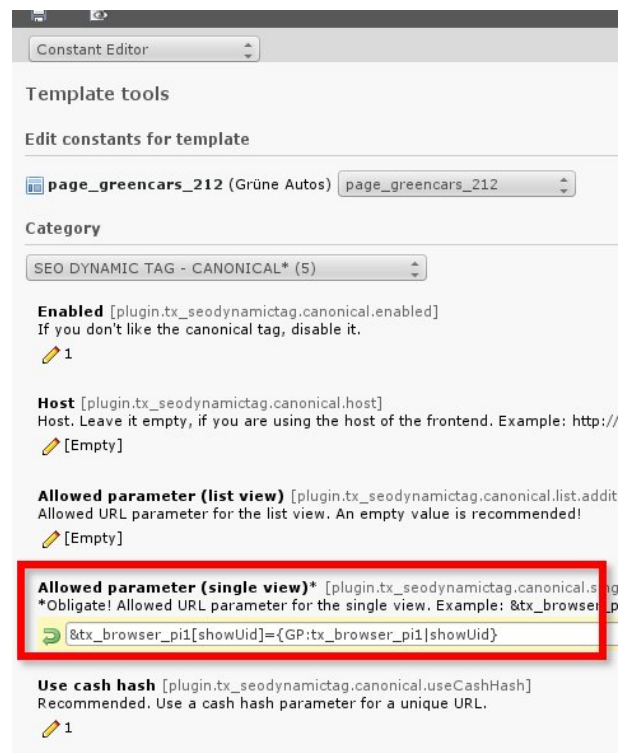 Constant Editor
Template tools
Edit constants for template
page_greencars_212 (Grüne Autos) page_greencars_212
Category
SEO DYNAMIC TAG - CANONICAL* (5)
Enabled [plugin.tx_seodynamictag.canonical.enabled]
If you don't like the canonical tag, disable it.
1
Host [plugin.tx_seodynamictag.canonical.host]
Host. Leave it empty, if you are using the host of the frontend. Example: http://
[Empty]
Allowed parameter (list view) [plugin.tx_seodynamictag.canonical.list.addit
Allowed URL parameter for the list view. An empty value is recommended!
[Empty]
Allowed parameter (single view)* [plugin.tx_seodynamictag.canonical.sing
*Obligate! Allowed URL parameter for the single view. Example: &tx_browser_p
&tx_browser_pi1[showUid]={GP:tx_browser_pi1|showUid}
Use cash hash [plugin.tx_seodynamictag.canonical.useCashHash]
Recommended. Use a cash hash parameter for a unique URL.
1